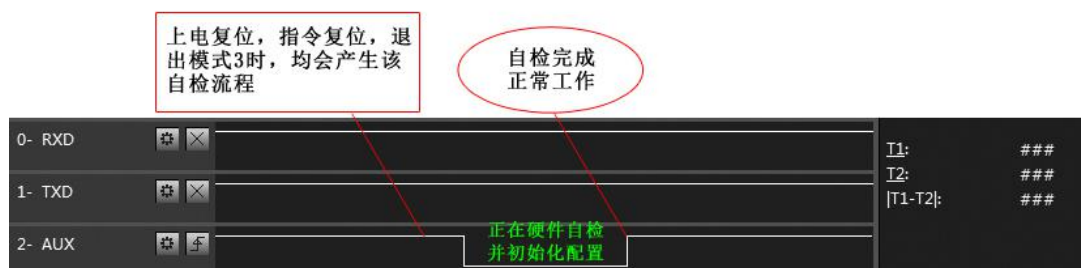 上电复位，指令复位，退
出模式3时，均会产生该
自检流程
自检完成
正常工作
0- RXD
1- TXD
2- AUX
正在硬件自检
并初始化配置
T1: ###
T2: ###
|T1-T2|: ###